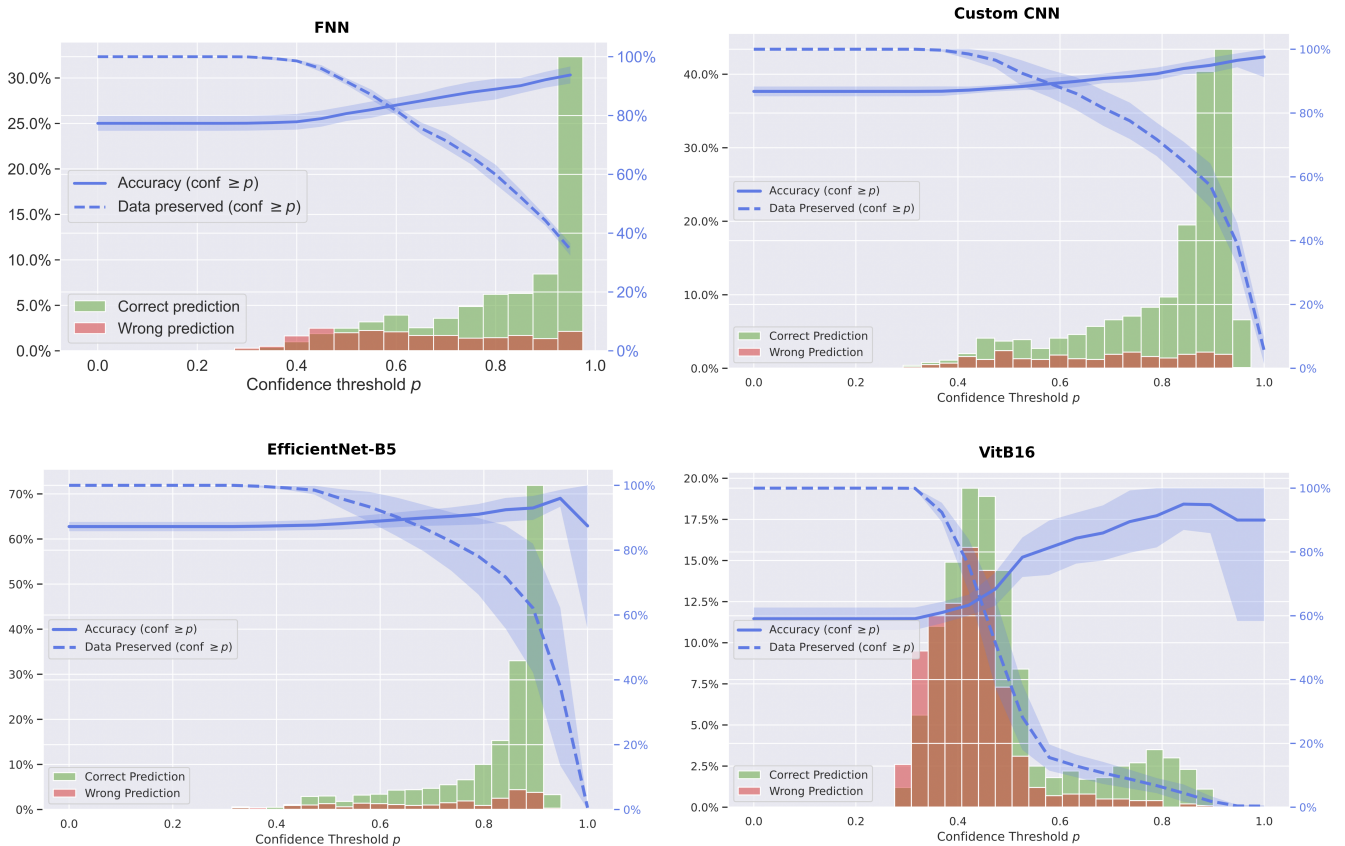 FNN
30.0%
25.0%
20.0%
15.0%
10.0%
5.0%
0.0%
100%
80%
60%
40%
20%
0%
Accuracy (conf ≥p)
Data preserved (conf ≥p)
Correct prediction
Wrong prediction
0.0 0.2 0.4 0.6 0.8 1.0
Confidence threshold p
Custom CNN
40.0%
30.0%
20.0%
10.0%
0.0%
100%
80%
60%
40%
20%
0%
Accuracy (conf ≥p)
Data Preserved (conf ≥p)
Correct Prediction
Wrong Prediction
0.0 0.2 0.4 0.6 0.8 1.0
Confidence Threshold p
EfficientNet-B5
70%
60%
50%
40%
30%
20%
10%
0%
100%
80%
60%
40%
20%
0%
Accuracy (conf ≥p)
Data Preserved (conf ≥p)
Correct Prediction
Wrong Prediction
0.0 0.2 0.4 0.6 0.8 1.0
Confidence Threshold p
VitB16
20.0%
17.5%
15.0%
12.5%
10.0%
7.5%
5.0%
2.5%
0.0%
100%
80%
60%
40%
20%
0%
Accuracy (conf ≥p)
Data Preserved (conf ≥p)
Correct Prediction
Wrong Prediction
0.0 0.2 0.4 0.6 0.8 1.0
Confidence Threshold p